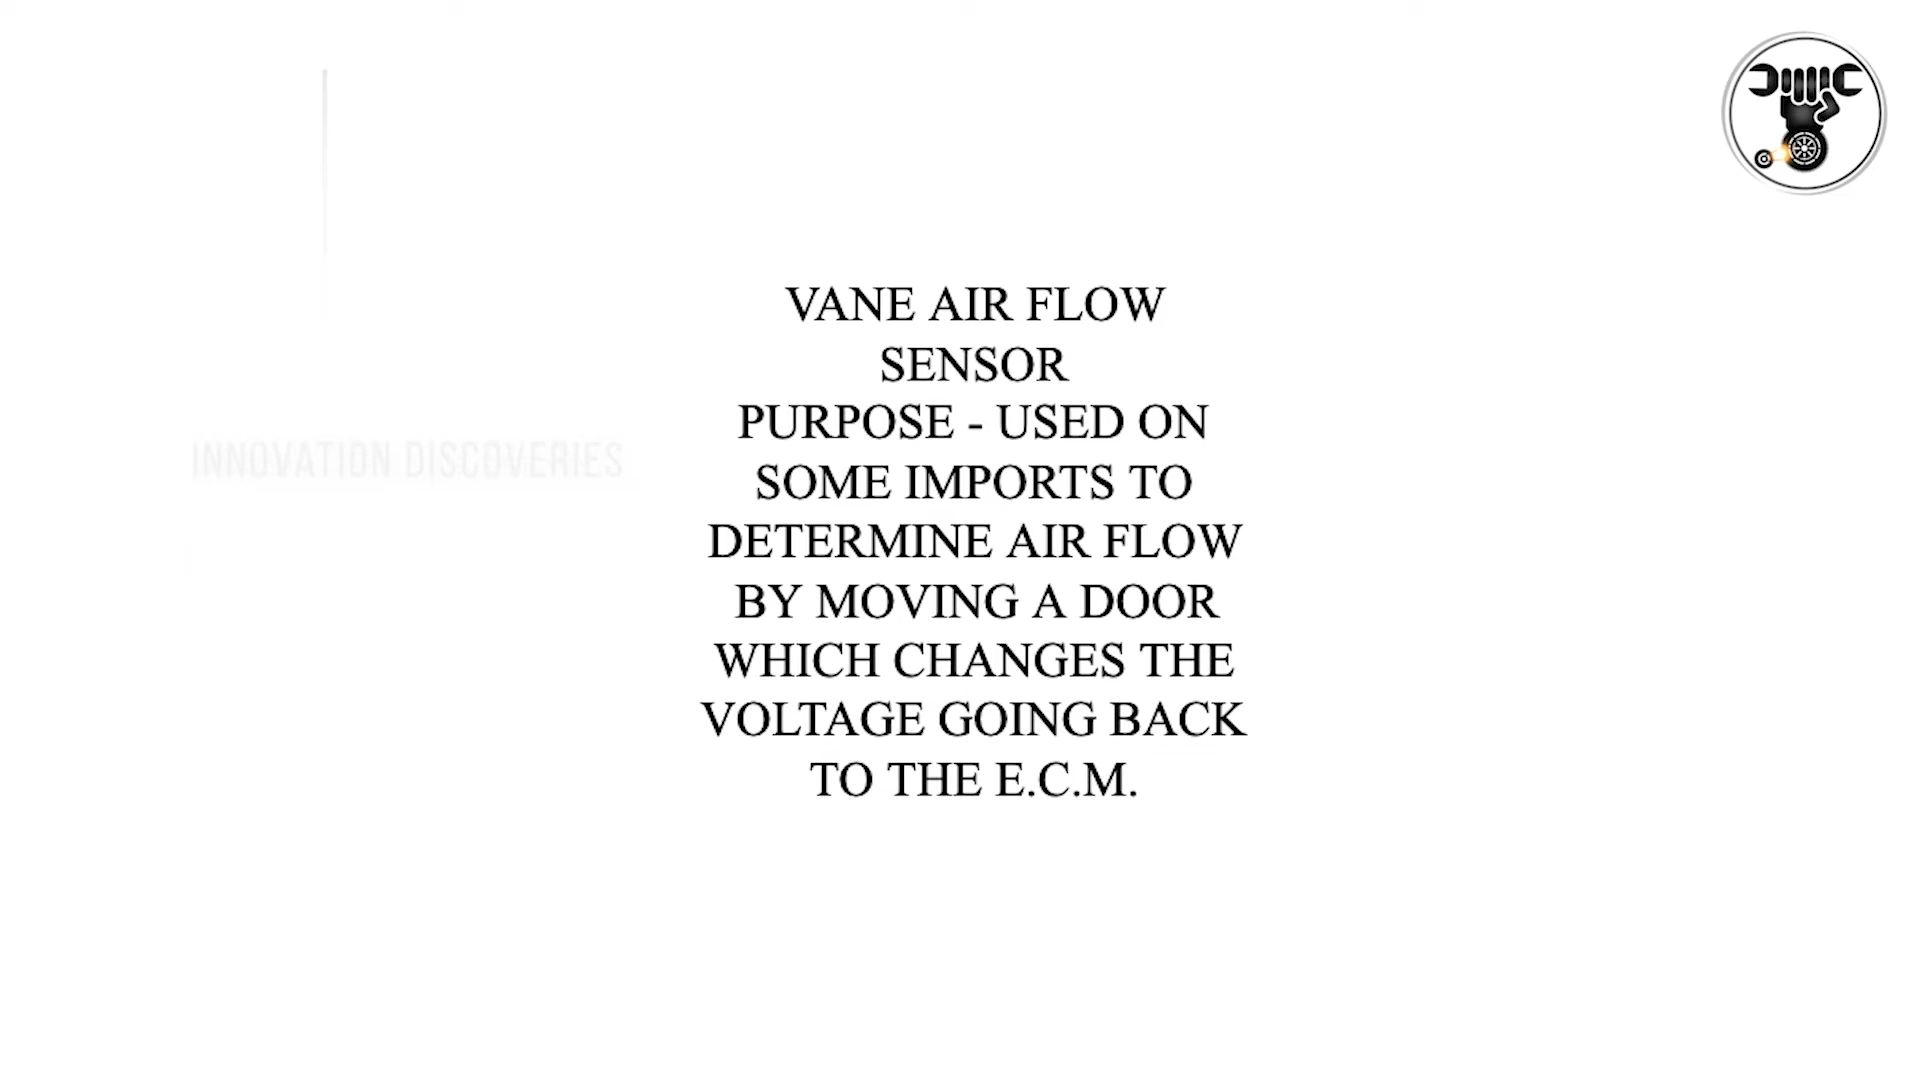 VANE AIR FLOW
SENSOR
PURPOSE - USED ON
SOME IMPORTS TO
DETERMINE AIR FLOW
BY MOVING A DOOR
WHICH CHANGES THE
VOLTAGE GOING BACK
TO THE E.C.M.
INNOVATION DISCOVERIES